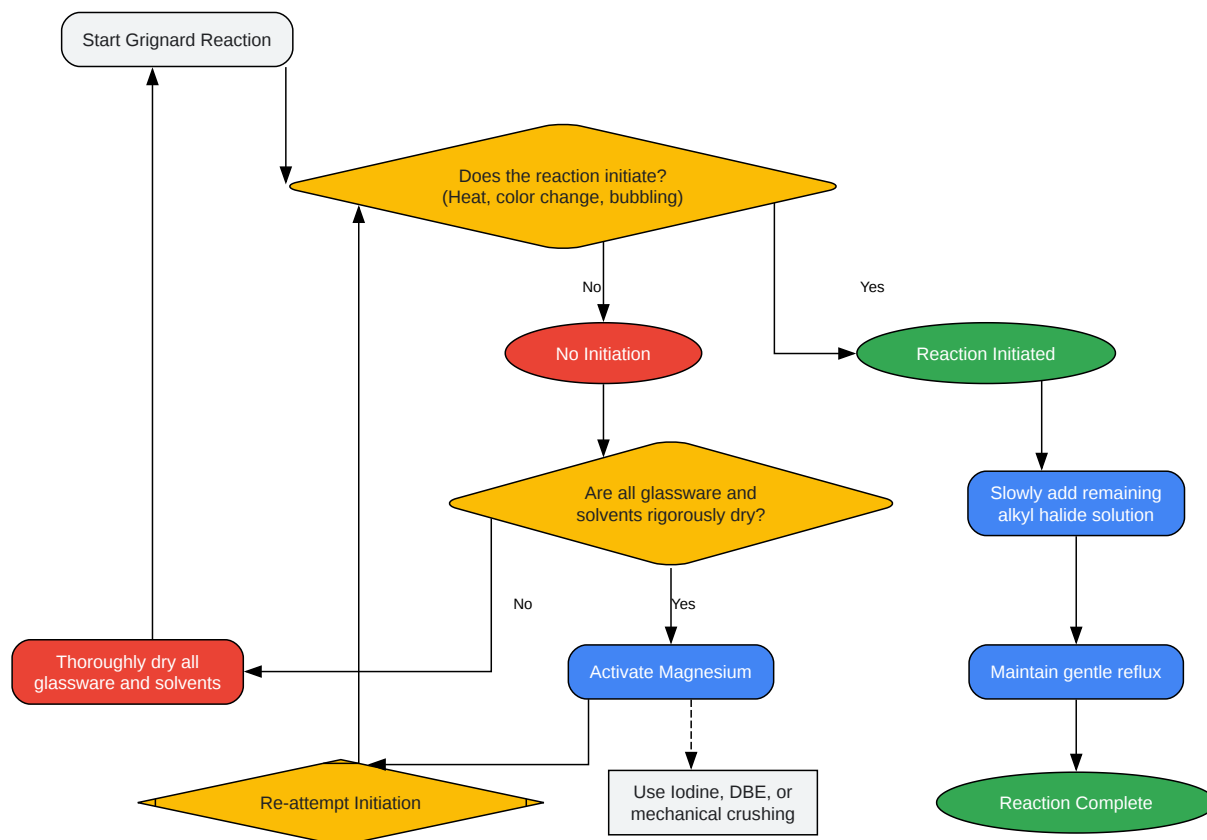 Start Grignard Reaction
Does the reaction initiate?
(Heat, color change, bubbling)
No
Yes
No Initiation
Reaction Initiated
Are all glassware and
solvents rigorously dry?
Slowly add remaining
alkyl halide solution
No
Yes
Thoroughly dry all
glassware and solvents
Activate Magnesium
Maintain gentle reflux
Re-attempt Initiation
Use Iodine, DBE, or
mechanical crushing
Reaction Complete